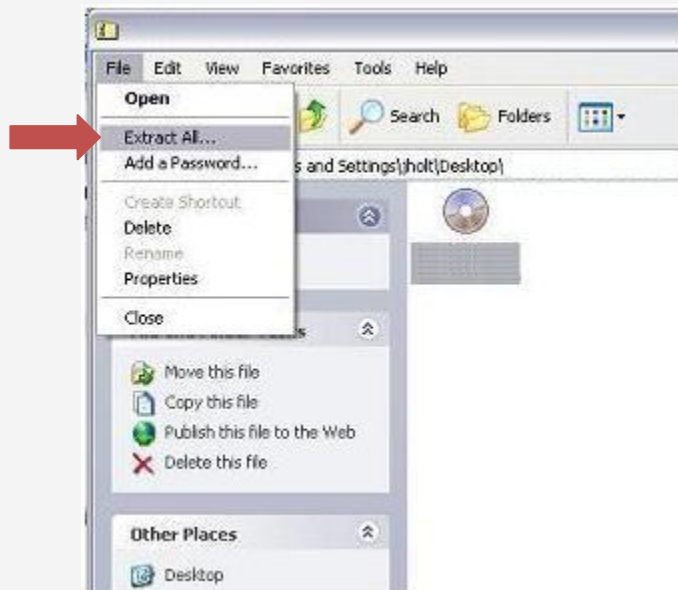 File Edit View Favorites Tools Help
Open
Extract All...
Add a Password...
Create Shortcut
Delete
Rename
Properties
Close
Search Folders
s and Settings\jholt\Desktop\
Move this file
Copy this file
Publish this file to the Web
Delete this file
Other Places
Desktop